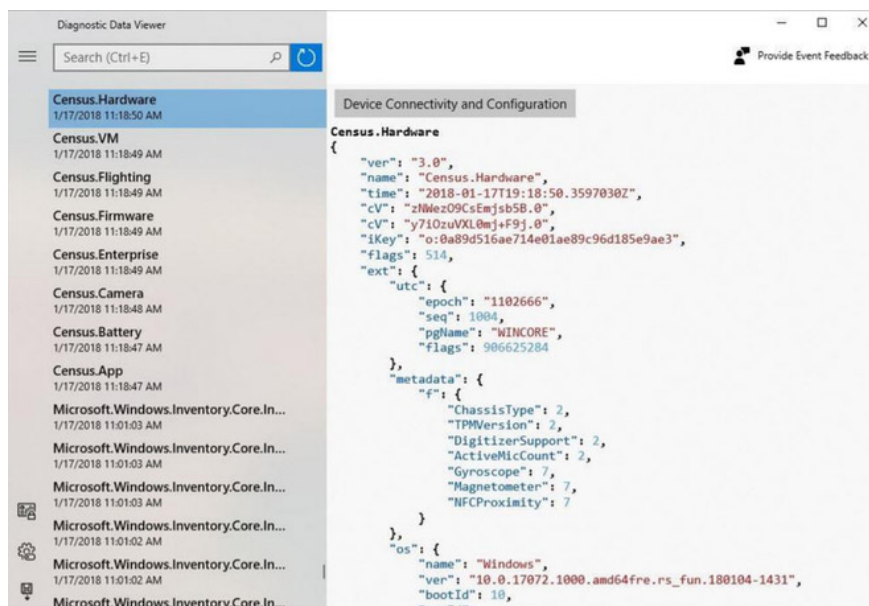 Diagnostic Data Viewer
Search (Ctrl+E)
Provide Event Feedback
Census.Hardware
1/17/2018 11:18:50 AM
Census.VM
1/17/2018 11:18:49 AM
Census.Flighting
1/17/2018 11:18:49 AM
Census.Firmware
1/17/2018 11:18:49 AM
Census.Enterprise
1/17/2018 11:18:49 AM
Census.Camera
1/17/2018 11:18:48 AM
Census.Battery
1/17/2018 11:18:47 AM
Census.App
1/17/2018 11:18:47 AM
Microsoft.Windows.Inventory.Core.In...
1/17/2018 11:01:03 AM
Microsoft.Windows.Inventory.Core.In...
1/17/2018 11:01:03 AM
Microsoft.Windows.Inventory.Core.In...
1/17/2018 11:01:03 AM
Microsoft.Windows.Inventory.Core.In...
1/17/2018 11:01:02 AM
Microsoft.Windows.Inventory.Core.In...
1/17/2018 11:01:02 AM
Microsoft.Windows.Inventory.Core.In...
Device Connectivity and Configuration
Census.Hardware
{
"ver": "3.0",
"name": "Census.Hardware",
"time": "2018-01-17T19:18:50.3597030Z",
"cV": "zNWezO9CsEmjsb5B.0",
"cV": "y7iOzuVXL0mj+F9j.0",
"iKey": "o:0a89d516ae714e01ae89c96d185e9ae3",
"flags": 514,
"ext": {
"utc": {
"epoch": "1102666",
"seq": 1004,
"pgName": "WINCORE",
"flags": 906625284
},
"metadata": {
"f": {
"ChassisType": 2,
"TPMVersion": 2,
"DigitizerSupport": 2,
"ActiveMicCount": 2,
"Gyroscope": 7,
"Magnetometer": 7,
"NFCProximity": 7
}
},
"os": {
"name": "Windows",
"ver": "10.0.17072.1000.amd64fre.rs_fun.180104-1431",
"bootId": 10,